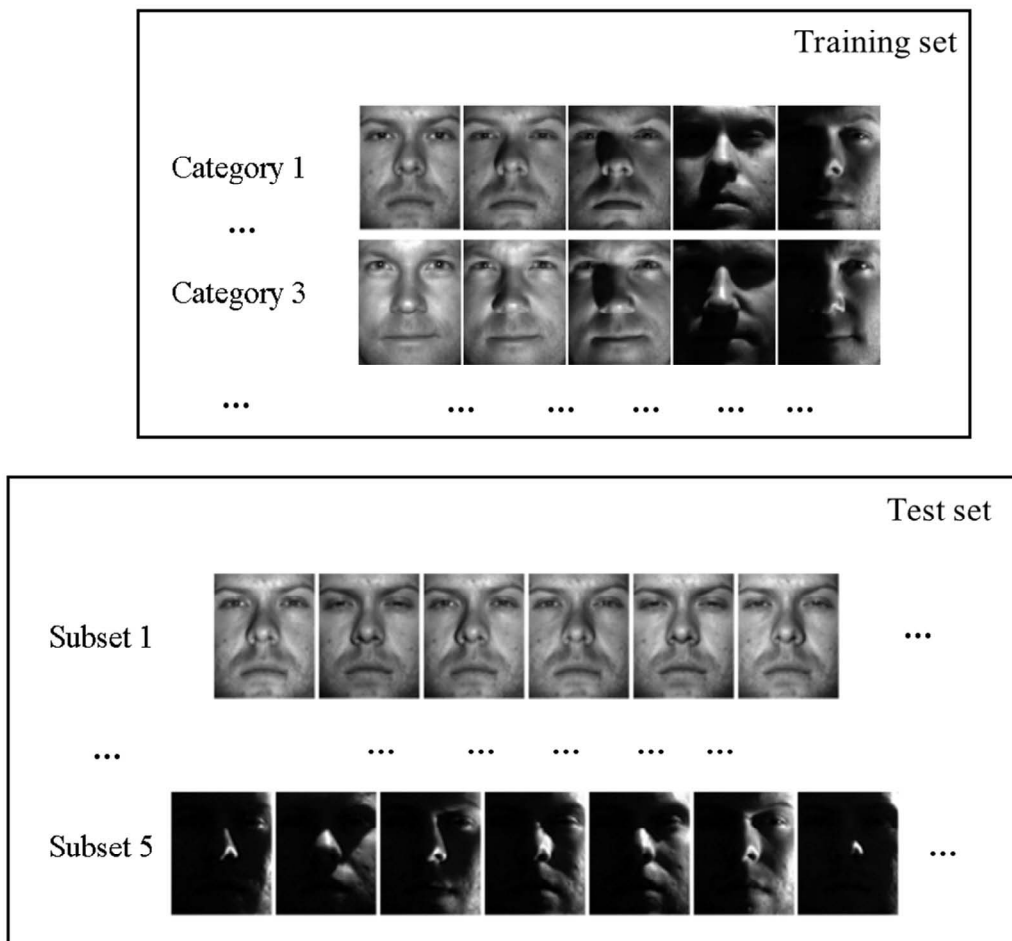 Training set
Category 1
...
Category 3
... ... ... ... ... ...
Test set
Subset 1 ...
... ... ... ... ... ...
Subset 5 ...